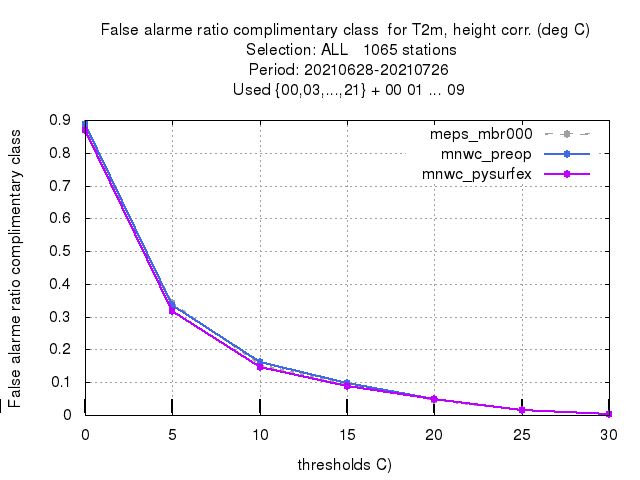 False alarme ratio complimentary class  for T2m, height corr. (deg C)
Selection: ALL   1065 stations
Period: 20210628-20210726
Used {00,03,...,21} + 00 01 ... 09
False alarme ratio complimentary class
0.9
0.8
0.7
0.6
0.5
0.4
0.3
0.2
0.1
0
meps_mbr000
mnwc_preop
mnwc_pysurfex
0 5 10 15 20 25 30
thresholds C)